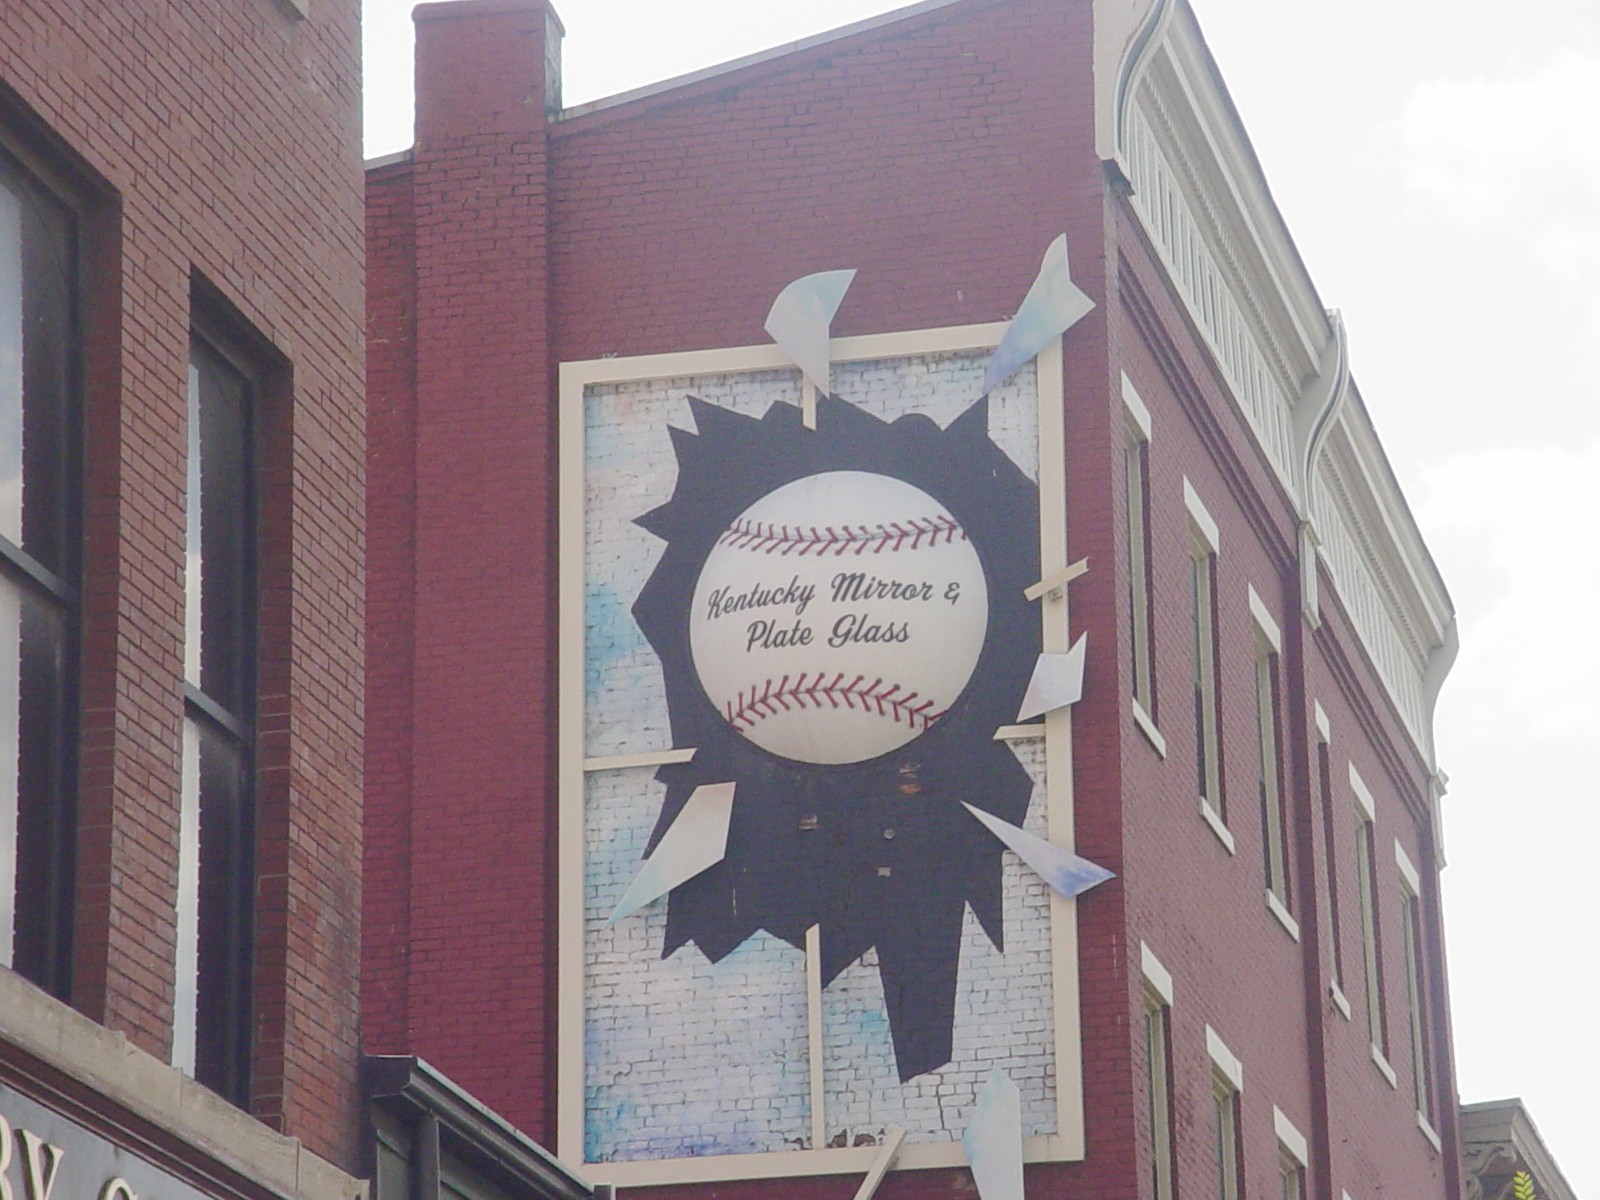 Kentucky Mirror &
Plate Glass